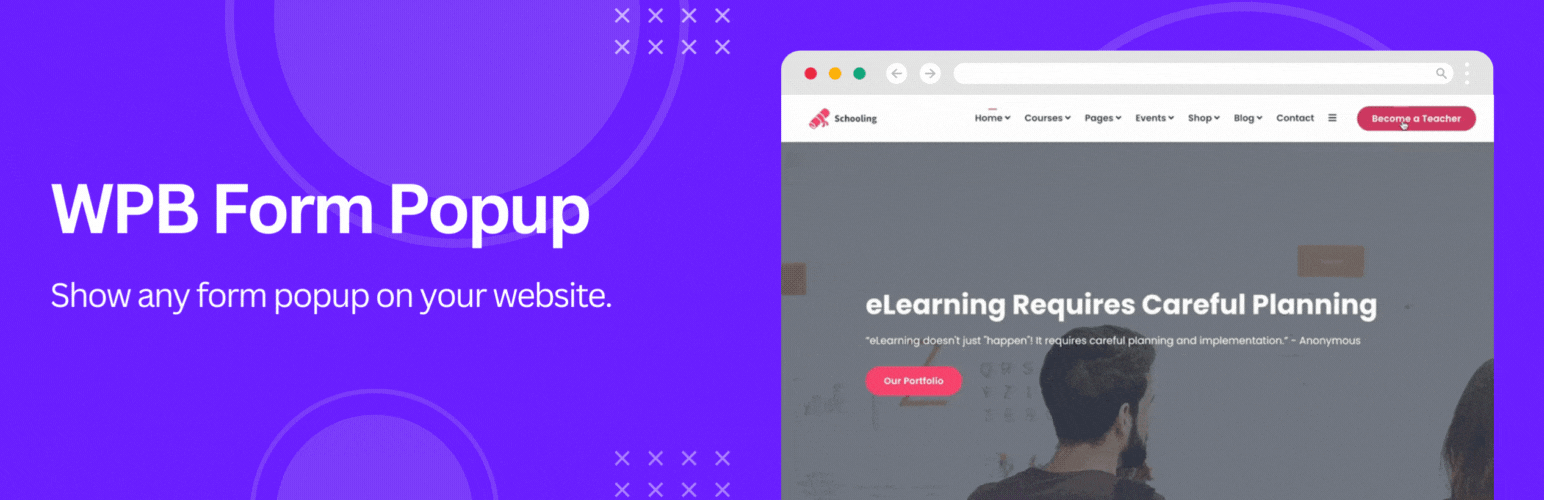 WPB Form Popup
Show any form popup on your website.
Schooling
Home Courses Pages Events Shop Blog Contact
Become a Teacher
eLearning Requires Careful Planning
"eLearning doesn't just "happen"! It requires careful planning and implementation." - Anonymous
Our Portfolio